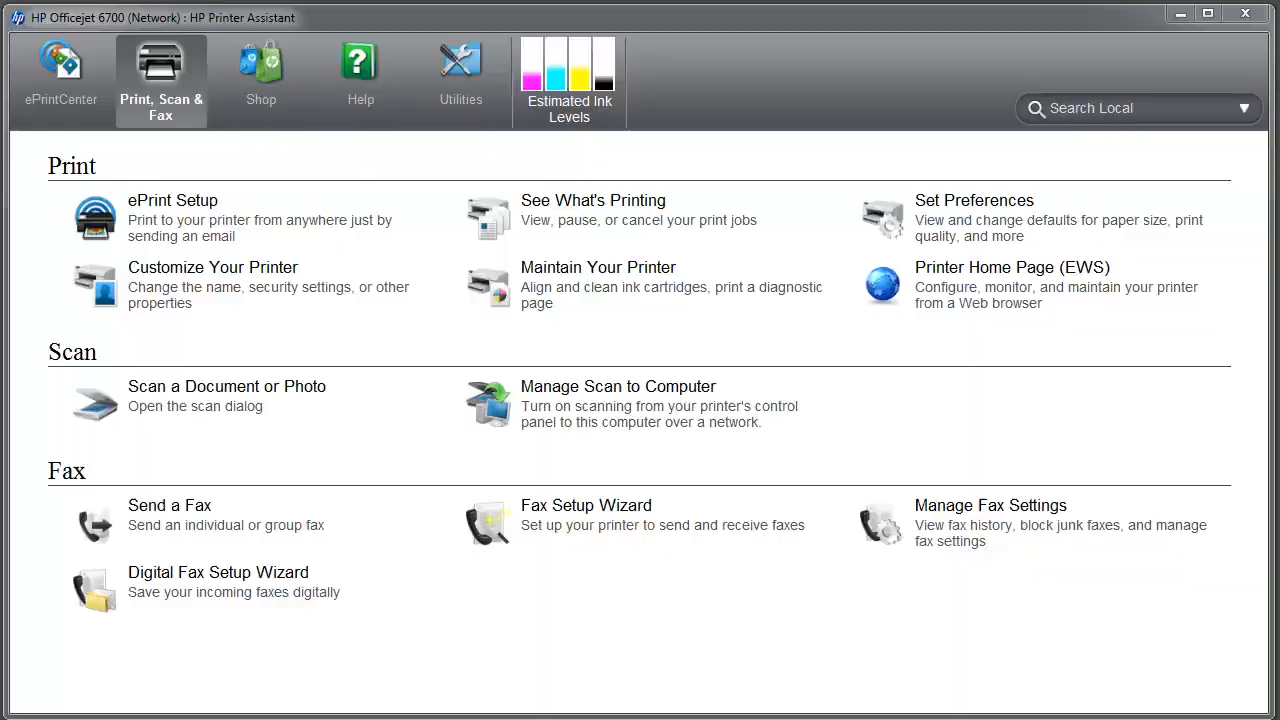 HP Officejet 6700 (Network) : HP Printer Assistant
ePrintCenter
Print, Scan &
Fax
Shop
Help
Utilities
Estimated Ink
Levels
Search Local
Print
ePrint Setup
Print to your printer from anywhere just by
sending an email
See What's Printing
View, pause, or cancel your print jobs
Set Preferences
View and change defaults for paper size, print
quality, and more
Customize Your Printer
Change the name, security settings, or other
properties
Maintain Your Printer
Align and clean ink cartridges, print a diagnostic
page
Printer Home Page (EWS)
Configure, monitor, and maintain your printer
from a Web browser
Scan
Scan a Document or Photo
Open the scan dialog
Manage Scan to Computer
Turn on scanning from your printer's control
panel to this computer over a network.
Fax
Send a Fax
Send an individual or group fax
Fax Setup Wizard
Set up your printer to send and receive faxes
Manage Fax Settings
View fax history, block junk faxes, and manage
fax settings
Digital Fax Setup Wizard
Save your incoming faxes digitally